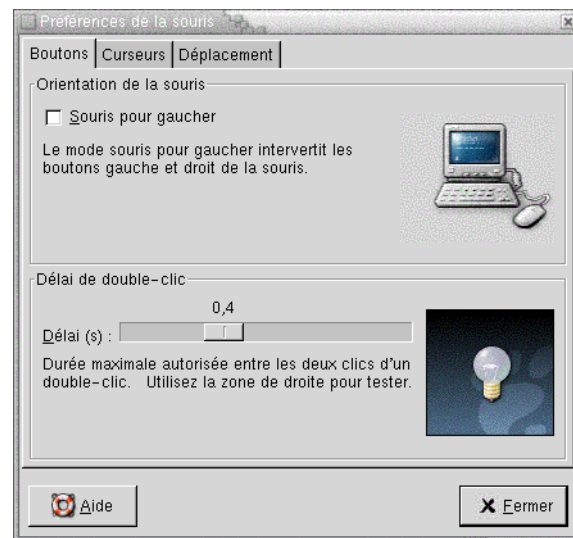 Préférences de la souris
Boutons Curseurs Déplacement
Orientation de la souris
Souris pour gaucher
Le mode souris pour gaucher intervertit les
boutons gauche et droit de la souris.
Délai de double-clic
0,4
Délai (s) :
Durée maximale autorisée entre les deux clics d'un
double-clic. Utilisez la zone de droite pour tester.
Aide
Fermer